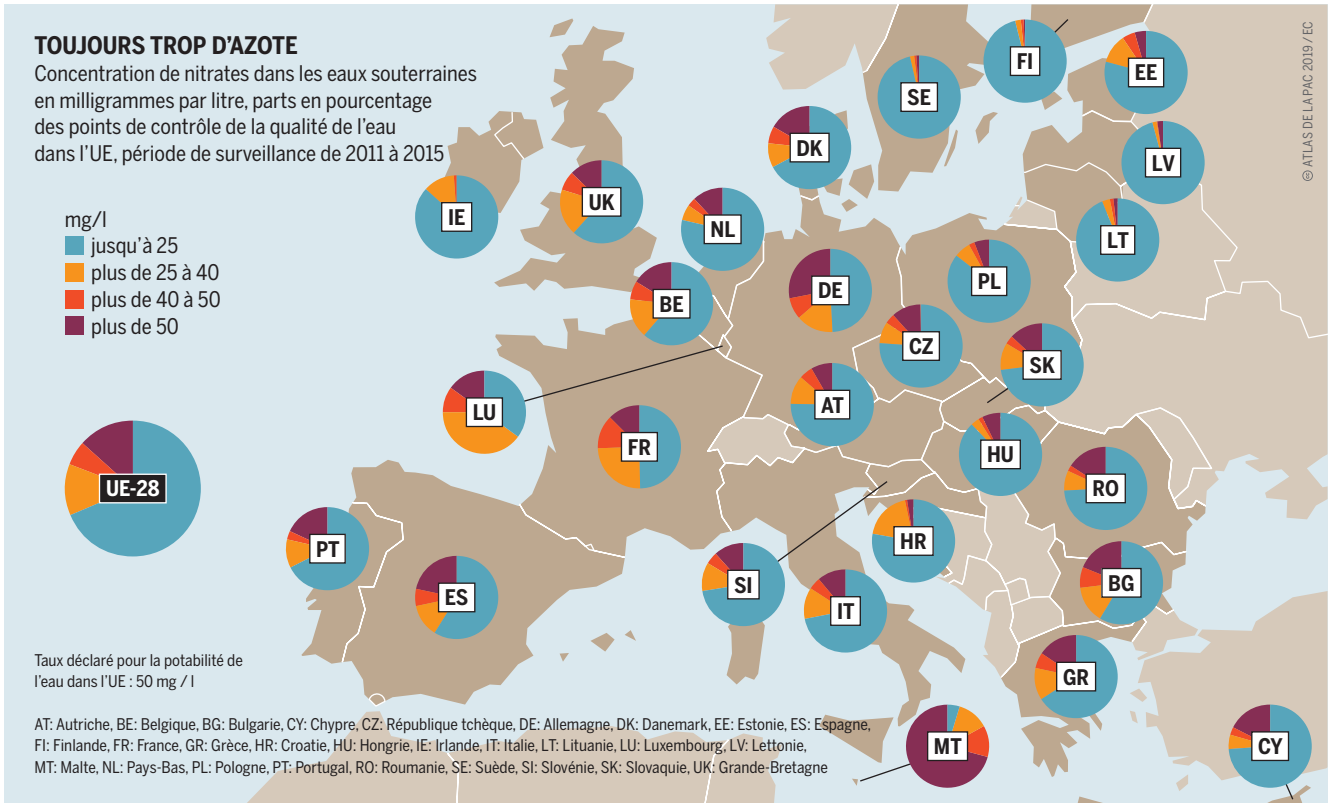 TOUJOURS TROP D'AZOTE
Concentration de nitrates dans les eaux souterraines
en milligrammes par litre, parts en pourcentage
des points de contrôle de la qualité de l'eau
dans l'UE, période de surveillance de 2011 à 2015
mg/l
jusqu'à 25
plus de 25 à 40
plus de 40 à 50
plus de 50
© ATLAS DE LA PAC 2019 / EC
FI
EE
SE
DK
LV
IE
UK
NL
LT
PL
DE
BE
CZ
SK
AT
LU
FR
HU
UE-28
RO
PT
HR
SI
BG
ES
IT
GR
MT
CY
Taux déclaré pour la potabilité de
l'eau dans l'UE : 50 mg / l
AT: Autriche, BE: Belgique, BG: Bulgarie, CY: Chypre, CZ: République tchèque, DE: Allemagne, DK: Danemark, EE: Estonie, ES: Espagne,
FI: Finlande, FR: France, GR: Grèce, HR: Croatie, HU: Hongrie, IE: Irlande, IT: Italie, LT: Lituanie, LU: Luxembourg, LV: Lettonie,
MT: Malte, NL: Pays-Bas, PL: Pologne, PT: Portugal, RO: Roumanie, SE: Suède, SI: Slovénie, SK: Slovaquie, UK: Grande-Bretagne